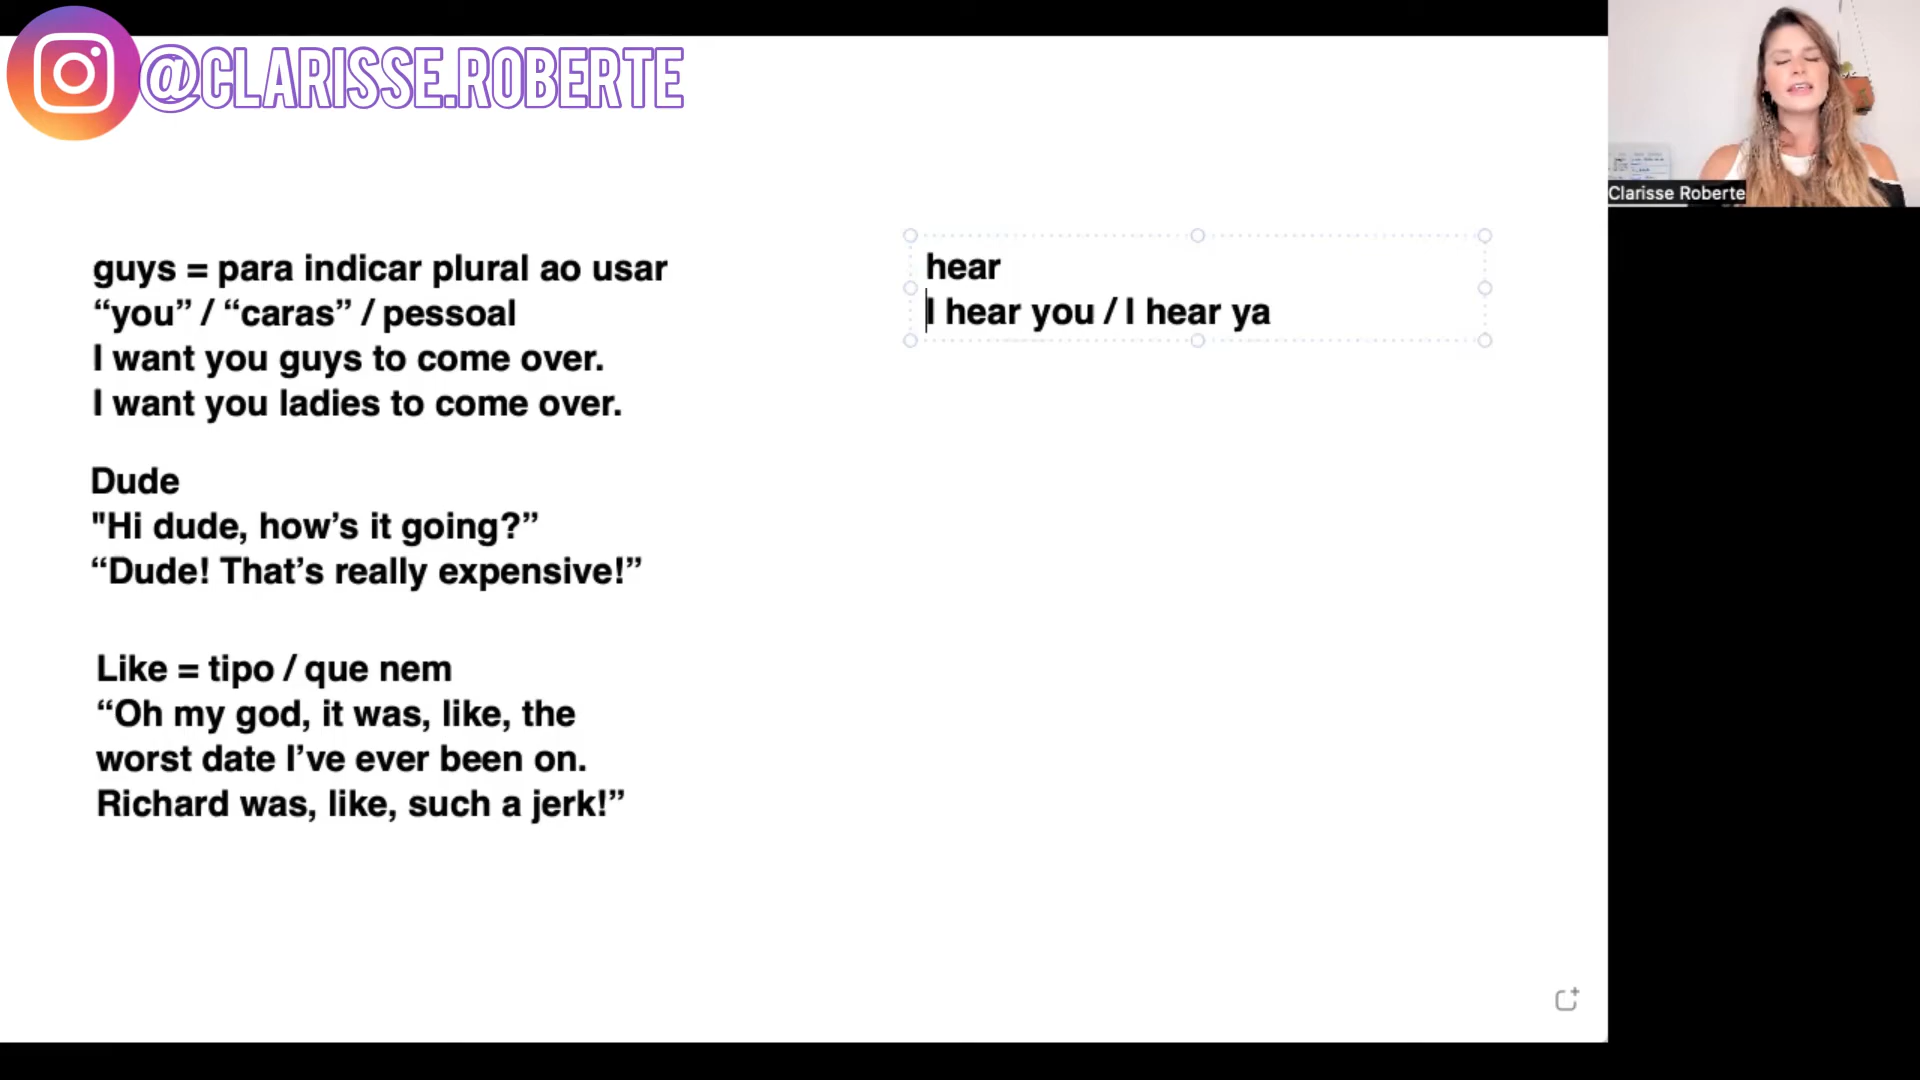 @CLARISSE.ROBERTE
Clarisse Roberte
guys = para indicar plural ao usar
“you” / “caras” / pessoal
I want you guys to come over.
I want you ladies to come over.
Dude
"Hi dude, how’s it going?”
“Dude! That’s really expensive!”
Like = tipo / que nem
“Oh my god, it was, like, the
worst date I’ve ever been on.
Richard was, like, such a jerk!”
hear
I hear you / I hear ya